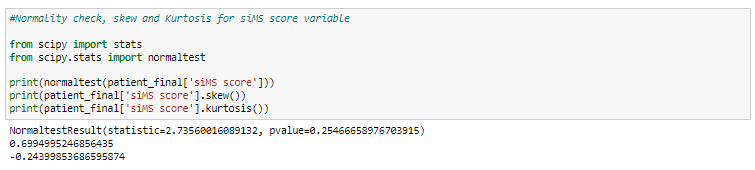 #Normality check, skew and Kurtosis for siMS score variable
from scipy import stats
from scipy.stats import normaltest
print(normaltest(patient_final['siMS score']))
print(patient_final['siMS score'].skew())
print(patient_final['siMS score'].kurtosis())
NormaltestResult(statistic=2.73560016089132, pvalue=0.25466658976703915)
0.6994995246856435
-0.24399853686595874